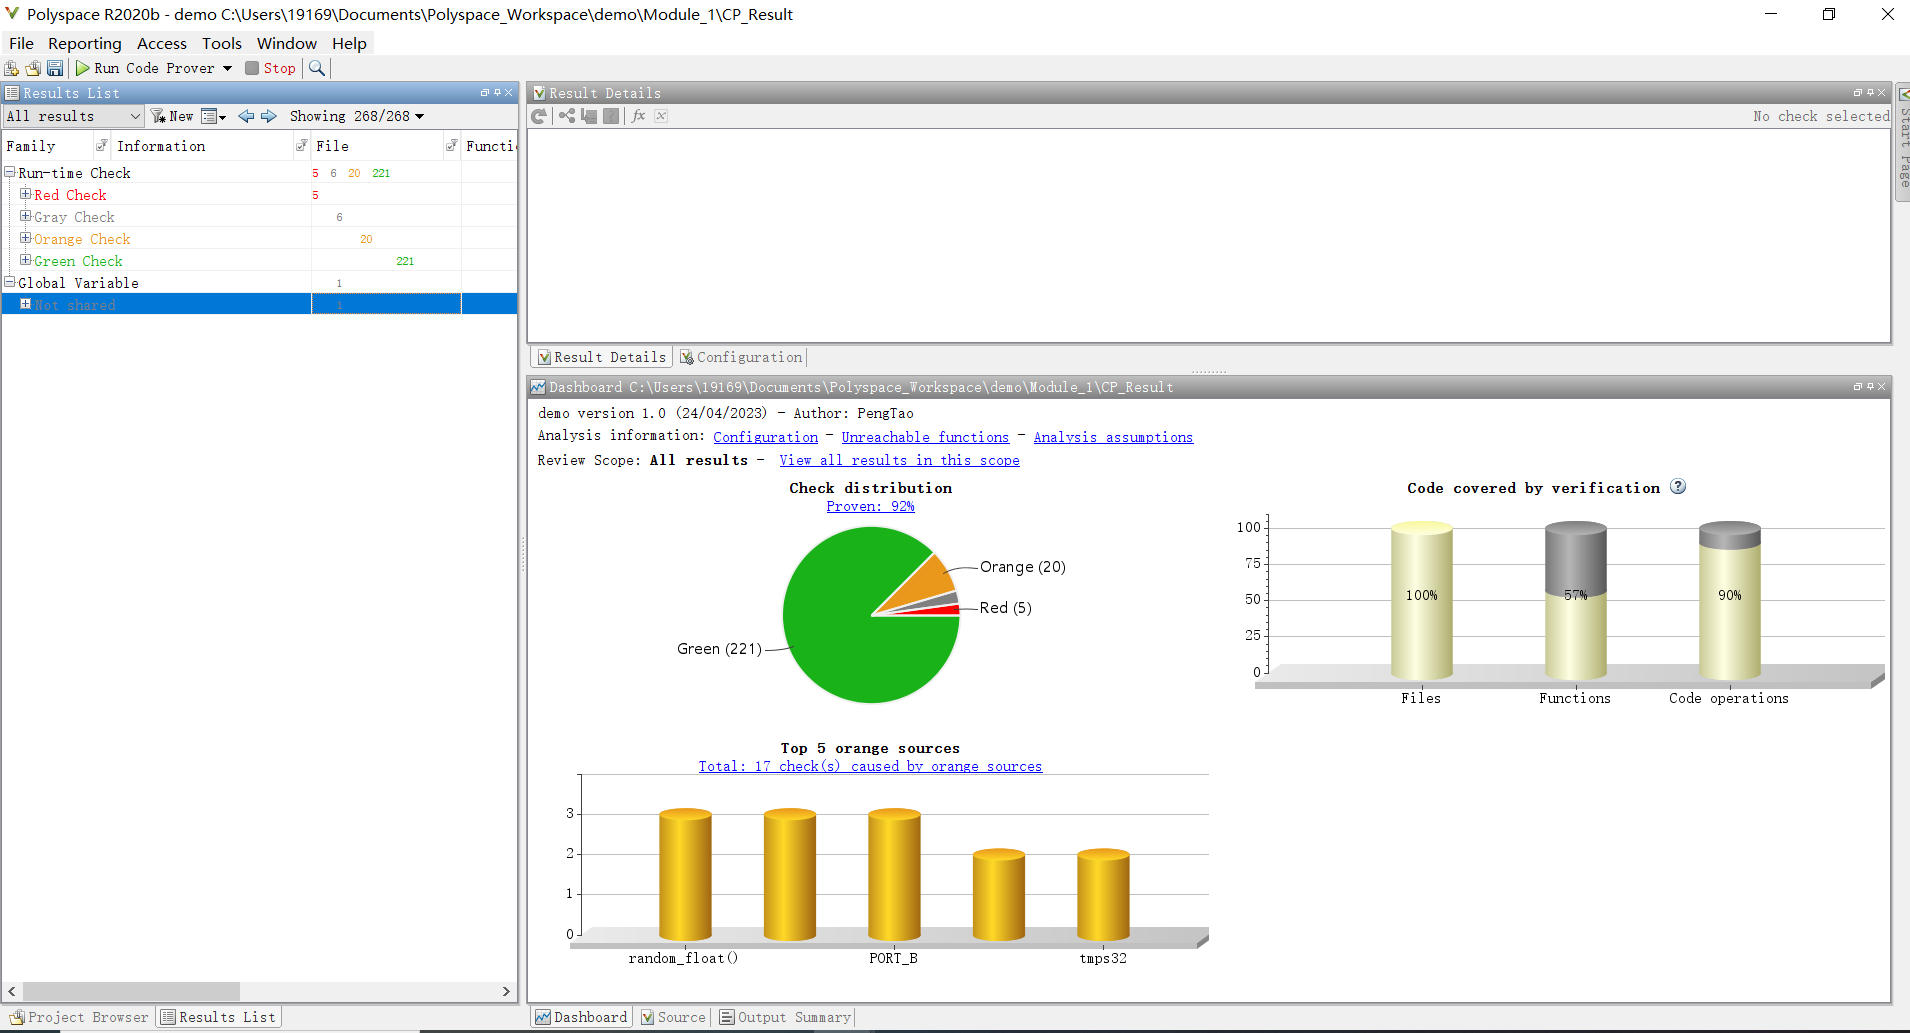 Polyspace R2020b - demo C:\Users\19169\Documents\Polyspace_Workspace\demo\Module_1\CP_Result
File Reporting Access Tools Window Help
Run Code Prover Stop
Results List
All results New Showing 268/268
Family Information File Functi
Run-time Check 5 6 20 221
Red Check 5
Gray Check 6
Orange Check 20
Green Check 221
Global Variable 1
Not shared 1
Project Browser Results List
Result Details
fx No check selected
Result Details Configuration
Start Page
Dashboard C:\Users\19169\Documents\Polyspace_Workspace\demo\Module_1\CP_Result
demo version 1.0 (24/04/2023) - Author: PengTao
Analysis information: Configuration - Unreachable functions - Analysis assumptions
Review Scope: All results - View all results in this scope
Check distribution
Proven: 92%
Orange (20)
Red (5)
Green (221)
Code covered by verification ?
100
75
50
25
0
100% 57% 90%
Files Functions Code operations
Top 5 orange sources
Total: 17 check(s) caused by orange sources
3
2
1
0
random_float() PORT_B tmps32
Dashboard Source Output Summary